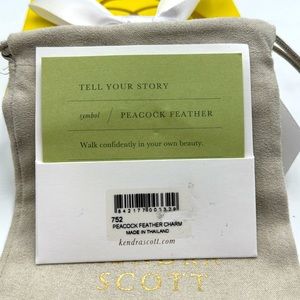 TELL YOUR STORY
symbol / PEACOCK FEATHER
Walk confidently in your own beauty.
752
PEACOCK FEATHER CHARM
MADE IN THAILAND
kendrascott.com
SCOTT